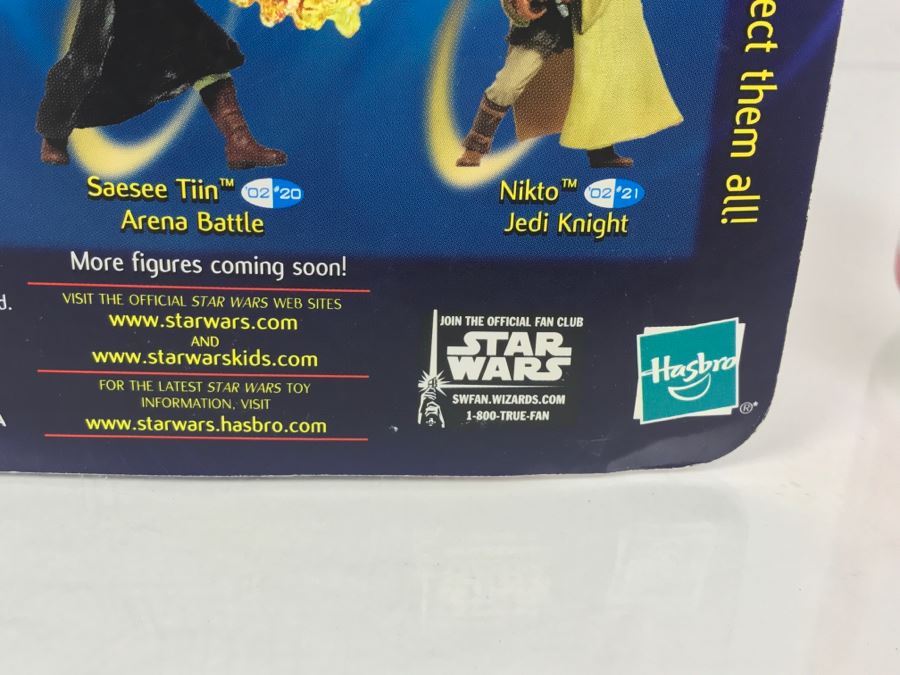 ect them all!
Saesee Tiin™ '02 #20
Arena Battle
Nikto™ '02 #21
Jedi Knight
More figures coming soon!
d.
VISIT THE OFFICIAL STAR WARS WEB SITES
www.starwars.com
AND
www.starwarskids.com
FOR THE LATEST STAR WARS TOY
INFORMATION, VISIT
www.starwars.hasbro.com
A
JOIN THE OFFICIAL FAN CLUB
STAR
WARS
SWFAN.WIZARDS.COM
1-800-TRUE-FAN
Hasbro
®*